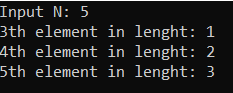 Input N: 5
3th element in lenght: 1
4th element in lenght: 2
5th element in lenght: 3